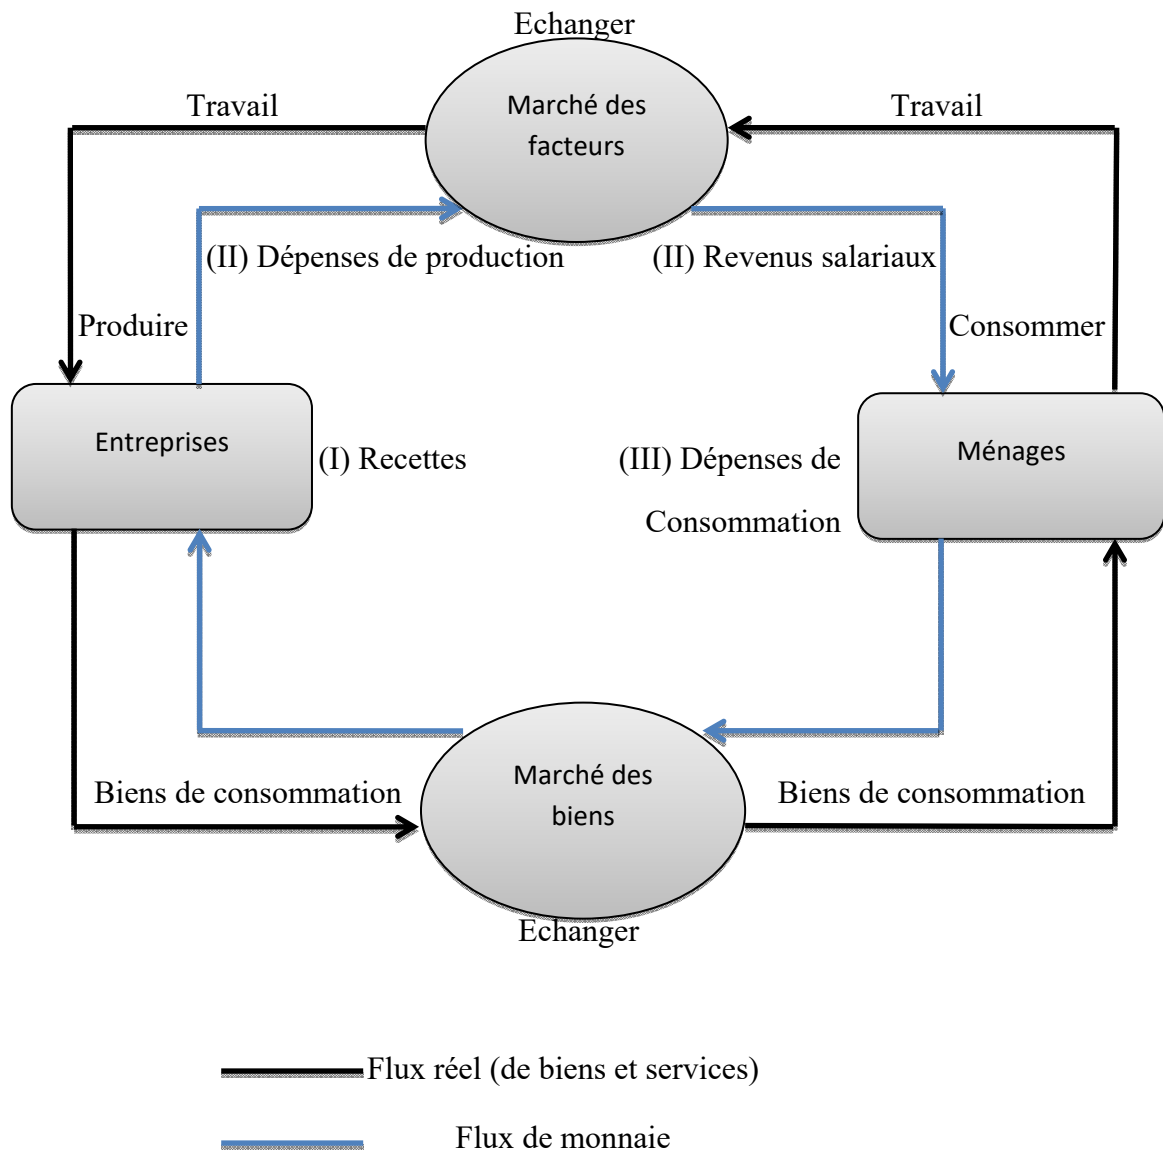 Echanger
Travail
Marché des
facteurs
Travail
(II) Dépenses de production
(II) Revenus salariaux
Produire
Consommer
Entreprises
(I) Recettes
(III) Dépenses de
Consommation
Ménages
Biens de consommation
Marché des
biens
Biens de consommation
Echanger
Flux réel (de biens et services)
Flux de monnaie